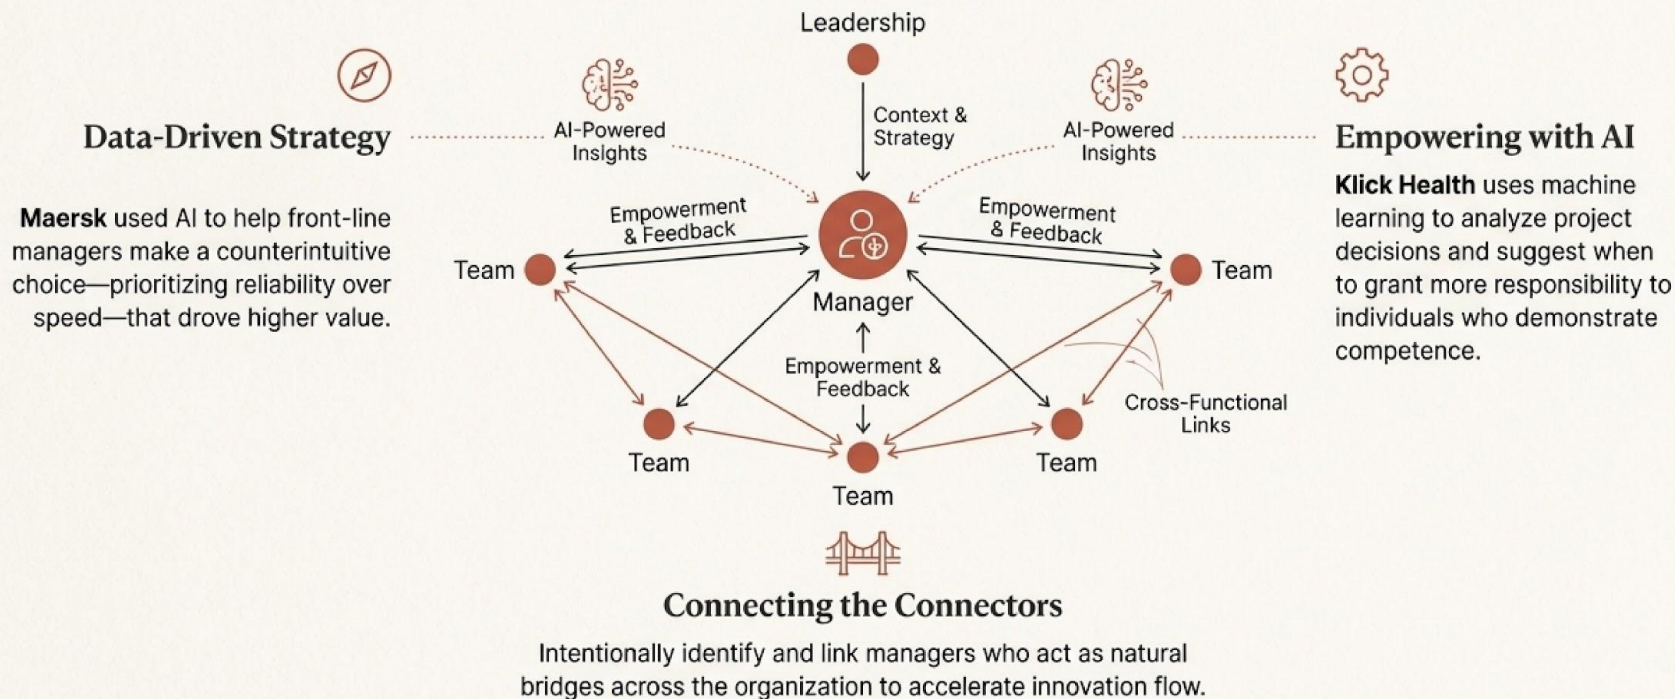 Leadership
Context &
Strategy
Data-Driven Strategy
Maersk used AI to help front-line
managers make a counterintuitive
choice—prioritizing reliability over
speed—that drove higher value.
AI-Powered
Insights
AI-Powered
Insights
Empowering with AI
Klick Health uses machine
learning to analyze project
decisions and suggest when
to grant more responsibility to
individuals who demonstrate
competence.
Empowerment
& Feedback
Empowerment
& Feedback
Team
Manager
Team
Empowerment &
Feedback
Cross-Functional
Links
Team
Team
Team
Connecting the Connectors
Intentionally identify and link managers who act as natural
bridges across the organization to accelerate innovation flow.